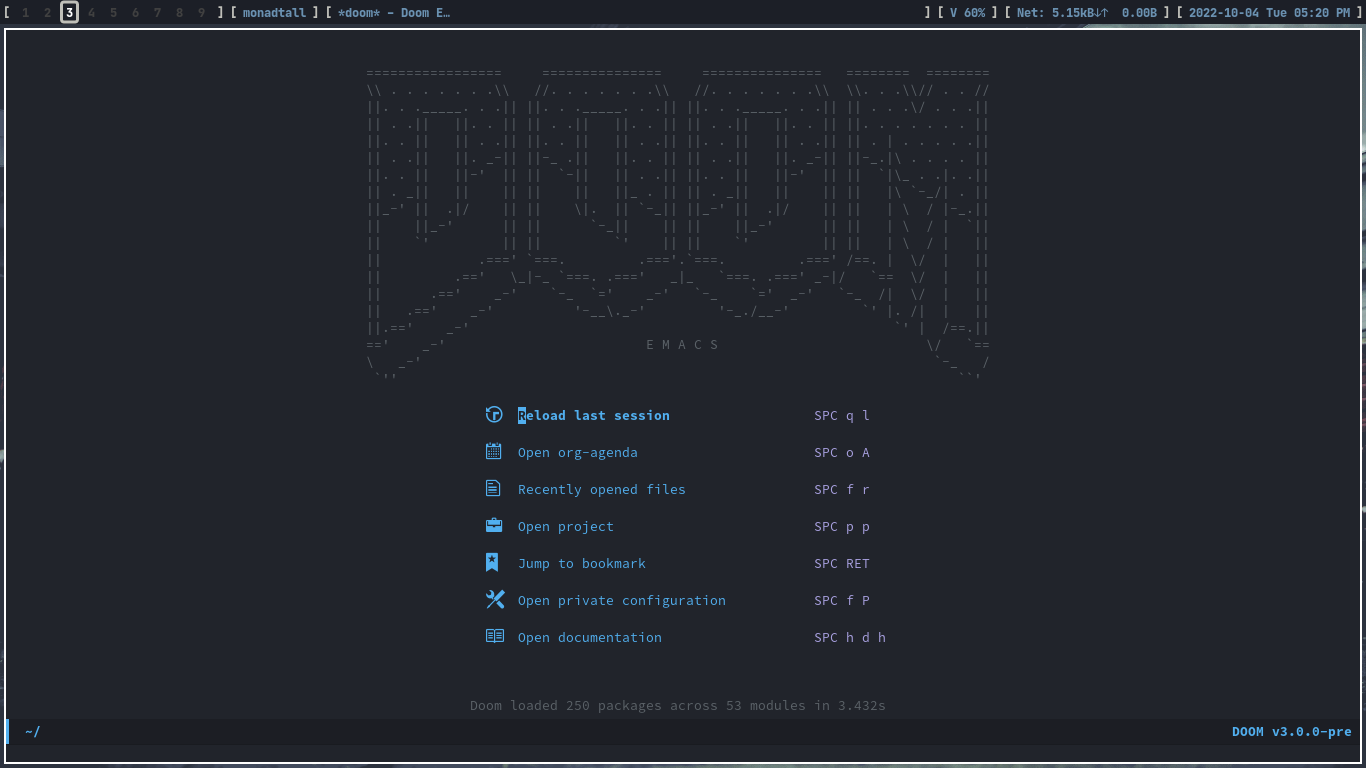 [ 1 2 3 4 5 6 7 8 9 ] [ monadtall ] [ *doom* – Doom E… ] [ V 60% ] [ Net: 5.15kB↓↑ 0.00B ] [ 2022-10-04 Tue 05:20 PM ]
E M A C S
Reload last session SPC q l
Open org-agenda SPC o A
Recently opened files SPC f r
Open project SPC p p
Jump to bookmark SPC RET
Open private configuration SPC f P
Open documentation SPC h d h
Doom loaded 250 packages across 53 modules in 3.432s
~/ DOOM v3.0.0-pre